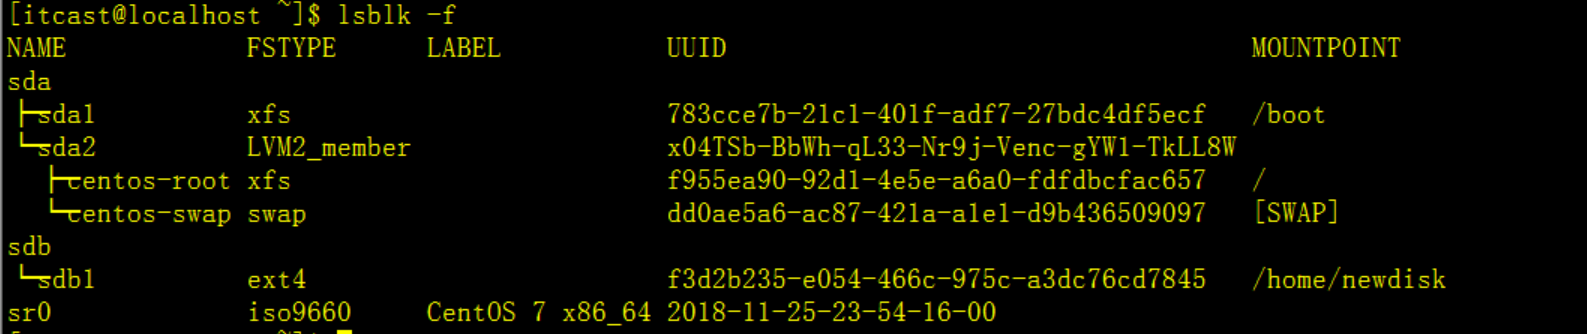 [itcast@localhost ~]$ lsblk -f
NAME FSTYPE LABEL UUID MOUNTPOINT
sda
├─sda1 xfs 783cce7b-21c1-401f-adf7-27bdc4df5ecf /boot
└─sda2 LVM2_member x04TSb-BbWh-qL33-Nr9j-Venc-gYW1-TkLL8W
├─centos-root xfs f955ea90-92d1-4e5e-a6a0-fdfdbcfac657 /
└─centos-swap swap dd0ae5a6-ac87-421a-a1e1-d9b436509097 [SWAP]
sdb
└─sdb1 ext4 f3d2b235-e054-466c-975c-a3dc76cd7845 /home/newdisk
sr0 iso9660 CentOS 7 x86_64 2018-11-25-23-54-16-00